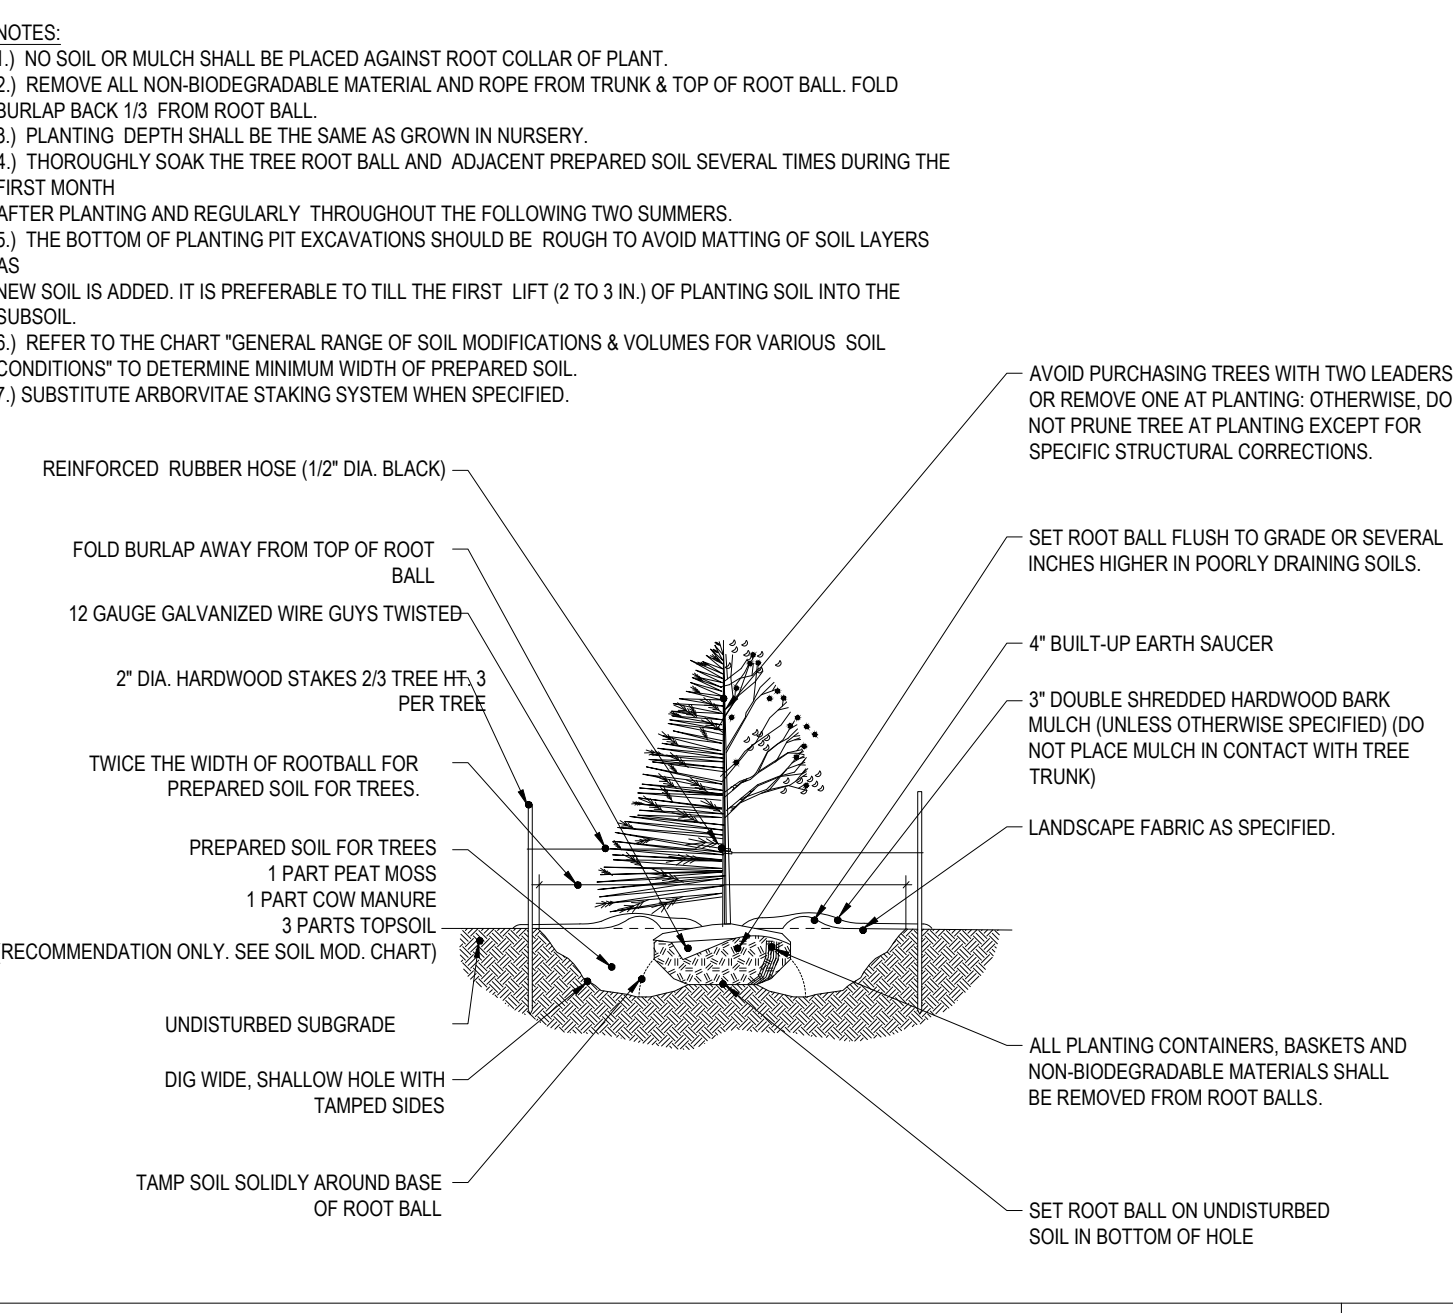 NOTES:
1.) NO SOIL OR MULCH SHALL BE PLACED AGAINST ROOT COLLAR OF PLANT.
2.) REMOVE ALL NON-BIODEGRADABLE MATERIAL AND ROPE FROM TRUNK & TOP OF ROOT BALL. FOLD
BURLAP BACK 1/3 FROM ROOT BALL.
3.) PLANTING DEPTH SHALL BE THE SAME AS GROWN IN NURSERY.
4.) THOROUGHLY SOAK THE TREE ROOT BALL AND ADJACENT PREPARED SOIL SEVERAL TIMES DURING THE
FIRST MONTH
AFTER PLANTING AND REGULARLY THROUGHOUT THE FOLLOWING TWO SUMMERS.
5.) THE BOTTOM OF PLANTING PIT EXCAVATIONS SHOULD BE ROUGH TO AVOID MATTING OF SOIL LAYERS
AS
NEW SOIL IS ADDED. IT IS PREFERABLE TO TILL THE FIRST LIFT (2 TO 3 IN.) OF PLANTING SOIL INTO THE
SUBSOIL.
6.) REFER TO THE CHART "GENERAL RANGE OF SOIL MODIFICATIONS & VOLUMES FOR VARIOUS SOIL
CONDITIONS" TO DETERMINE MINIMUM WIDTH OF PREPARED SOIL.
7.) SUBSTITUTE ARBORVITAE STAKING SYSTEM WHEN SPECIFIED.
REINFORCED RUBBER HOSE (1/2" DIA. BLACK)
FOLD BURLAP AWAY FROM TOP OF ROOT
BALL
12 GAUGE GALVANIZED WIRE GUYS TWISTED
2" DIA. HARDWOOD STAKES 2/3 TREE HT. 3
PER TREE
TWICE THE WIDTH OF ROOTBALL FOR
PREPARED SOIL FOR TREES.
PREPARED SOIL FOR TREES
1 PART PEAT MOSS
1 PART COW MANURE
3 PARTS TOPSOIL
(RECOMMENDATION ONLY. SEE SOIL MOD. CHART)
UNDISTURBED SUBGRADE
DIG WIDE, SHALLOW HOLE WITH
TAMPED SIDES
TAMP SOIL SOLIDLY AROUND BASE
OF ROOT BALL
AVOID PURCHASING TREES WITH TWO LEADERS
OR REMOVE ONE AT PLANTING: OTHERWISE, DO
NOT PRUNE TREE AT PLANTING EXCEPT FOR
SPECIFIC STRUCTURAL CORRECTIONS.
SET ROOT BALL FLUSH TO GRADE OR SEVERAL
INCHES HIGHER IN POORLY DRAINING SOILS.
4" BUILT-UP EARTH SAUCER
3" DOUBLE SHREDDED HARDWOOD BARK
MULCH (UNLESS OTHERWISE SPECIFIED) (DO
NOT PLACE MULCH IN CONTACT WITH TREE
TRUNK)
LANDSCAPE FABRIC AS SPECIFIED.
ALL PLANTING CONTAINERS, BASKETS AND
NON-BIODEGRADABLE MATERIALS SHALL
BE REMOVED FROM ROOT BALLS.
SET ROOT BALL ON UNDISTURBED
SOIL IN BOTTOM OF HOLE